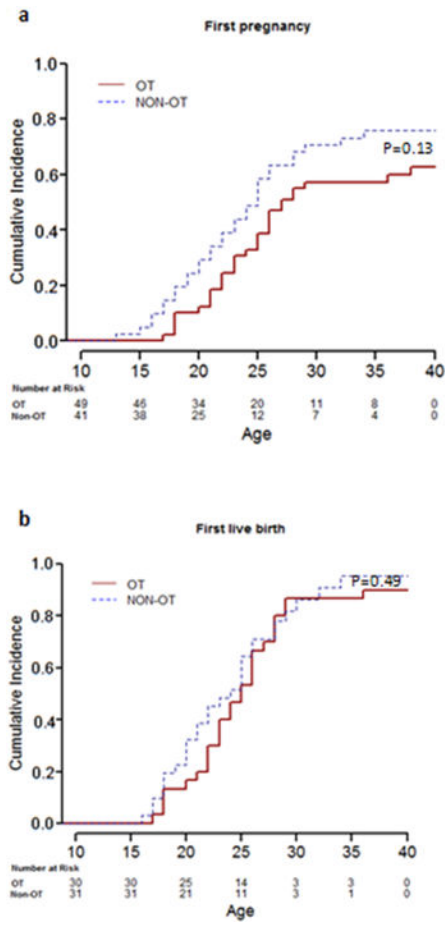 a
First pregnancy
OT
NON-OT
P=0.13
Cumulative Incidence
1.0
0.8
0.6
0.4
0.2
0.0
10 15 20 25 30 35 40
Number at Risk
OT 49 46 34 20 11 8 0
Non-OT 41 38 25 12 7 4 0
Age
b
First live birth
OT
NON-OT
P=0.49
Cumulative Incidence
1.0
0.8
0.6
0.4
0.2
0.0
10 15 20 25 30 35 40
Number at Risk
OT 30 30 25 14 3 3 0
Non-OT 31 31 21 11 3 1 0
Age